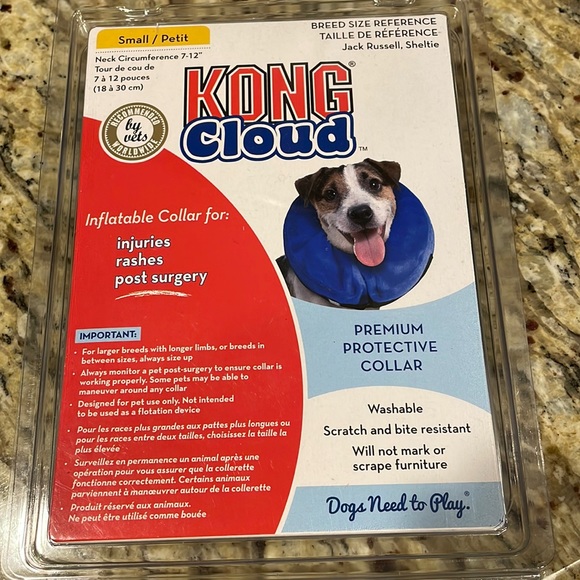 Small / Petit
Neck Circumference 7-12"
Tour de cou de
7 à 12 pouces
(18 à 30 cm)
BREED SIZE REFERENCE
TAILLE DE RÉFÉRENCE
Jack Russell, Sheltie
KONG®
Cloud™
RECOMMENDED
by
vets
WORLDWIDE
Inflatable Collar for:
injuries
rashes
post surgery
IMPORTANT:
• For larger breeds with longer limbs, or breeds in
between sizes, always size up
• Always monitor a pet post-surgery to ensure collar is
working properly. Some pets may be able to
maneuver around any collar
• Designed for pet use only. Not intended
to be used as a flotation device
• Pour les races plus grandes aux pattes plus longues ou
pour les races entre deux tailles, choisissez la taille la
plus élevée
• Surveillez en permanence un animal après une
opération pour vous assurer que la collerette
fonctionne correctement. Certains animaux
parviennent à manœuvrer autour de la collerette
• Produit réservé aux animaux.
Ne peut être utilisé comme bouée
PREMIUM
PROTECTIVE
COLLAR
Washable
Scratch and bite resistant
Will not mark or
scrape furniture
Dogs Need to Play.®